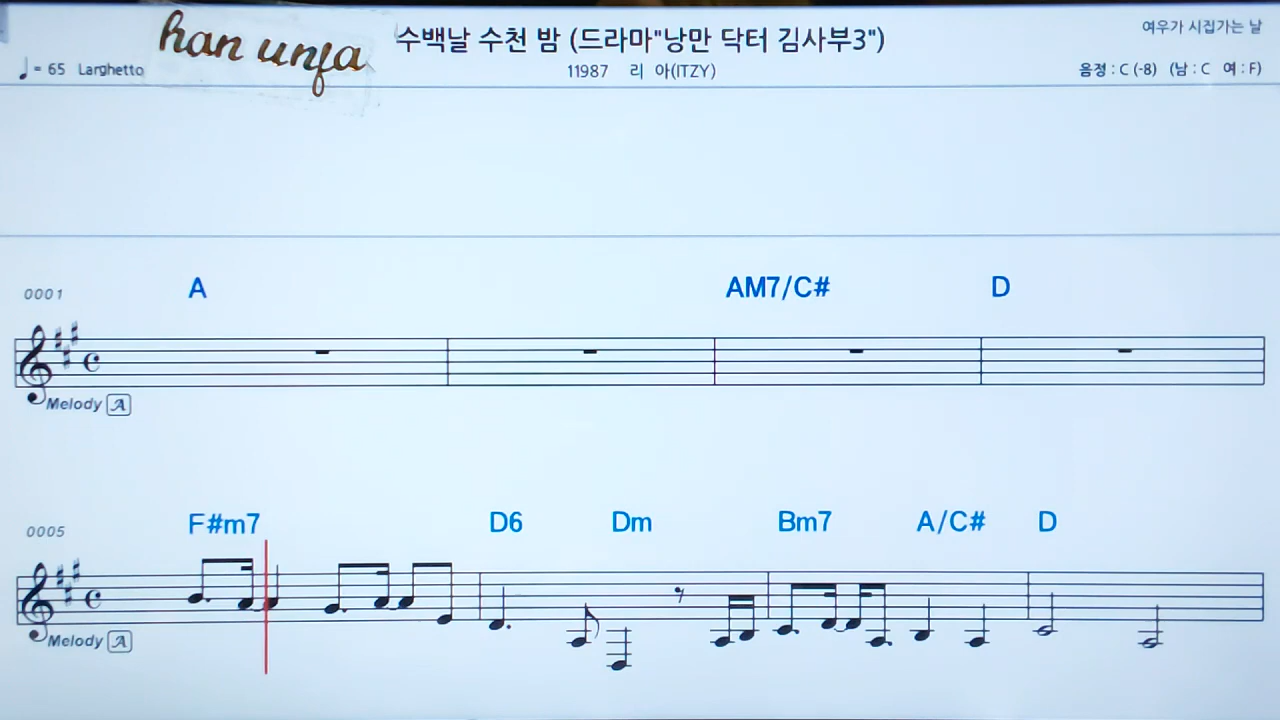 han unfa
수백날 수천 밤 (드라마"낭만 닥터 김사부3")
여우가 시집가는 날
♩= 65 Larghetto
11987 리 아(ITZY)
음정 : C (-8) (남 : C 여 : F)
0001
A AM7/C# D
Melody A
0005
F#m7 D6 Dm Bm7 A/C# D
Melody A